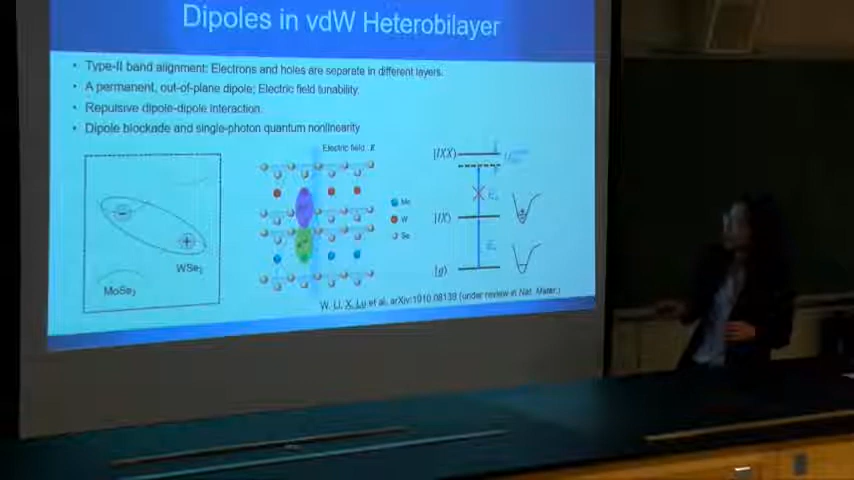 Dipoles in vdW Heterobilayer
• Type-II band alignment: Electrons and holes are separate in different layers.
• A permanent, out-of-plane dipole; Electric field tunability.
• Repulsive dipole-dipole interaction.
• Dipole blockade and single-photon quantum nonlinearity
Electric field: E
|IXX⟩
Mo
W
Se
|IX⟩
|g⟩
WSe₂
MoSe₂
W. Li, X. Lu et al, arXiv:1910.08139 (under review in Nat. Mater.)